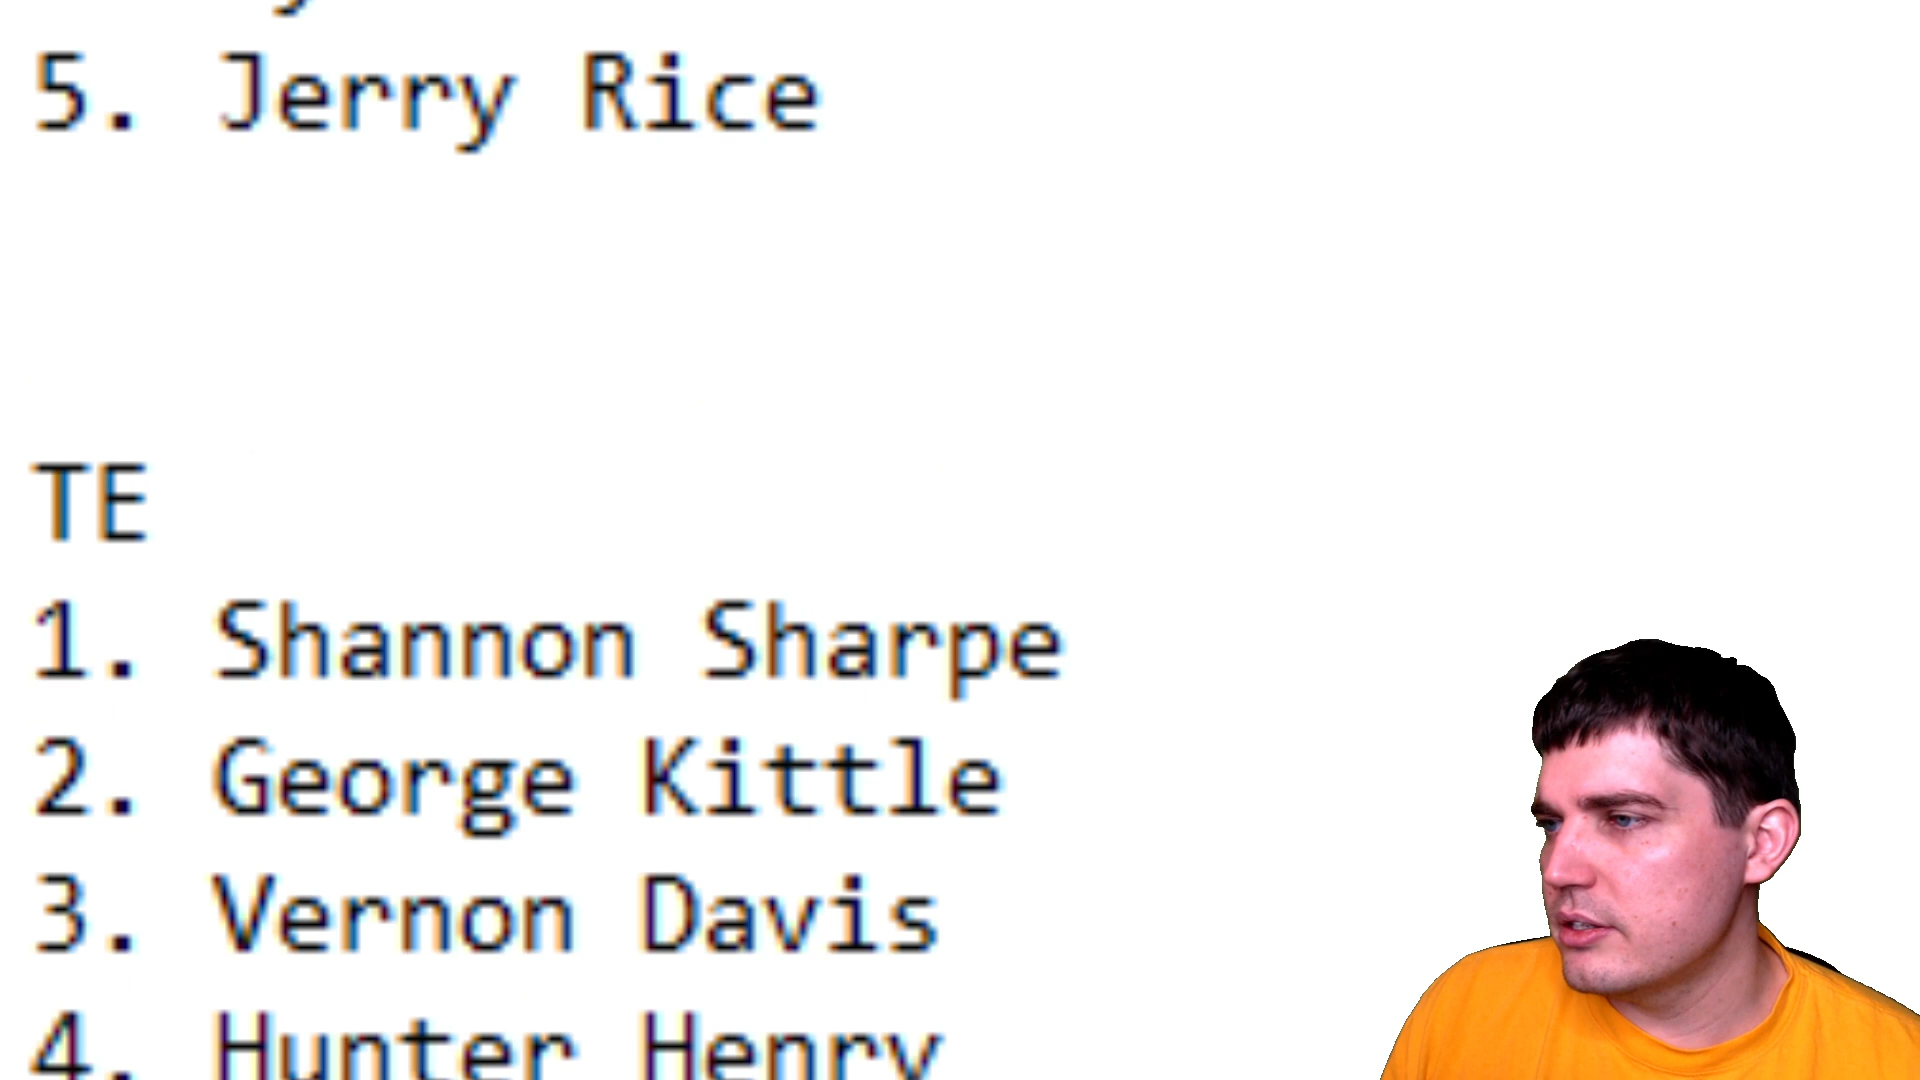 5. Jerry Rice
TE
1. Shannon Sharpe
2. George Kittle
3. Vernon Davis
4. Hunter Henry